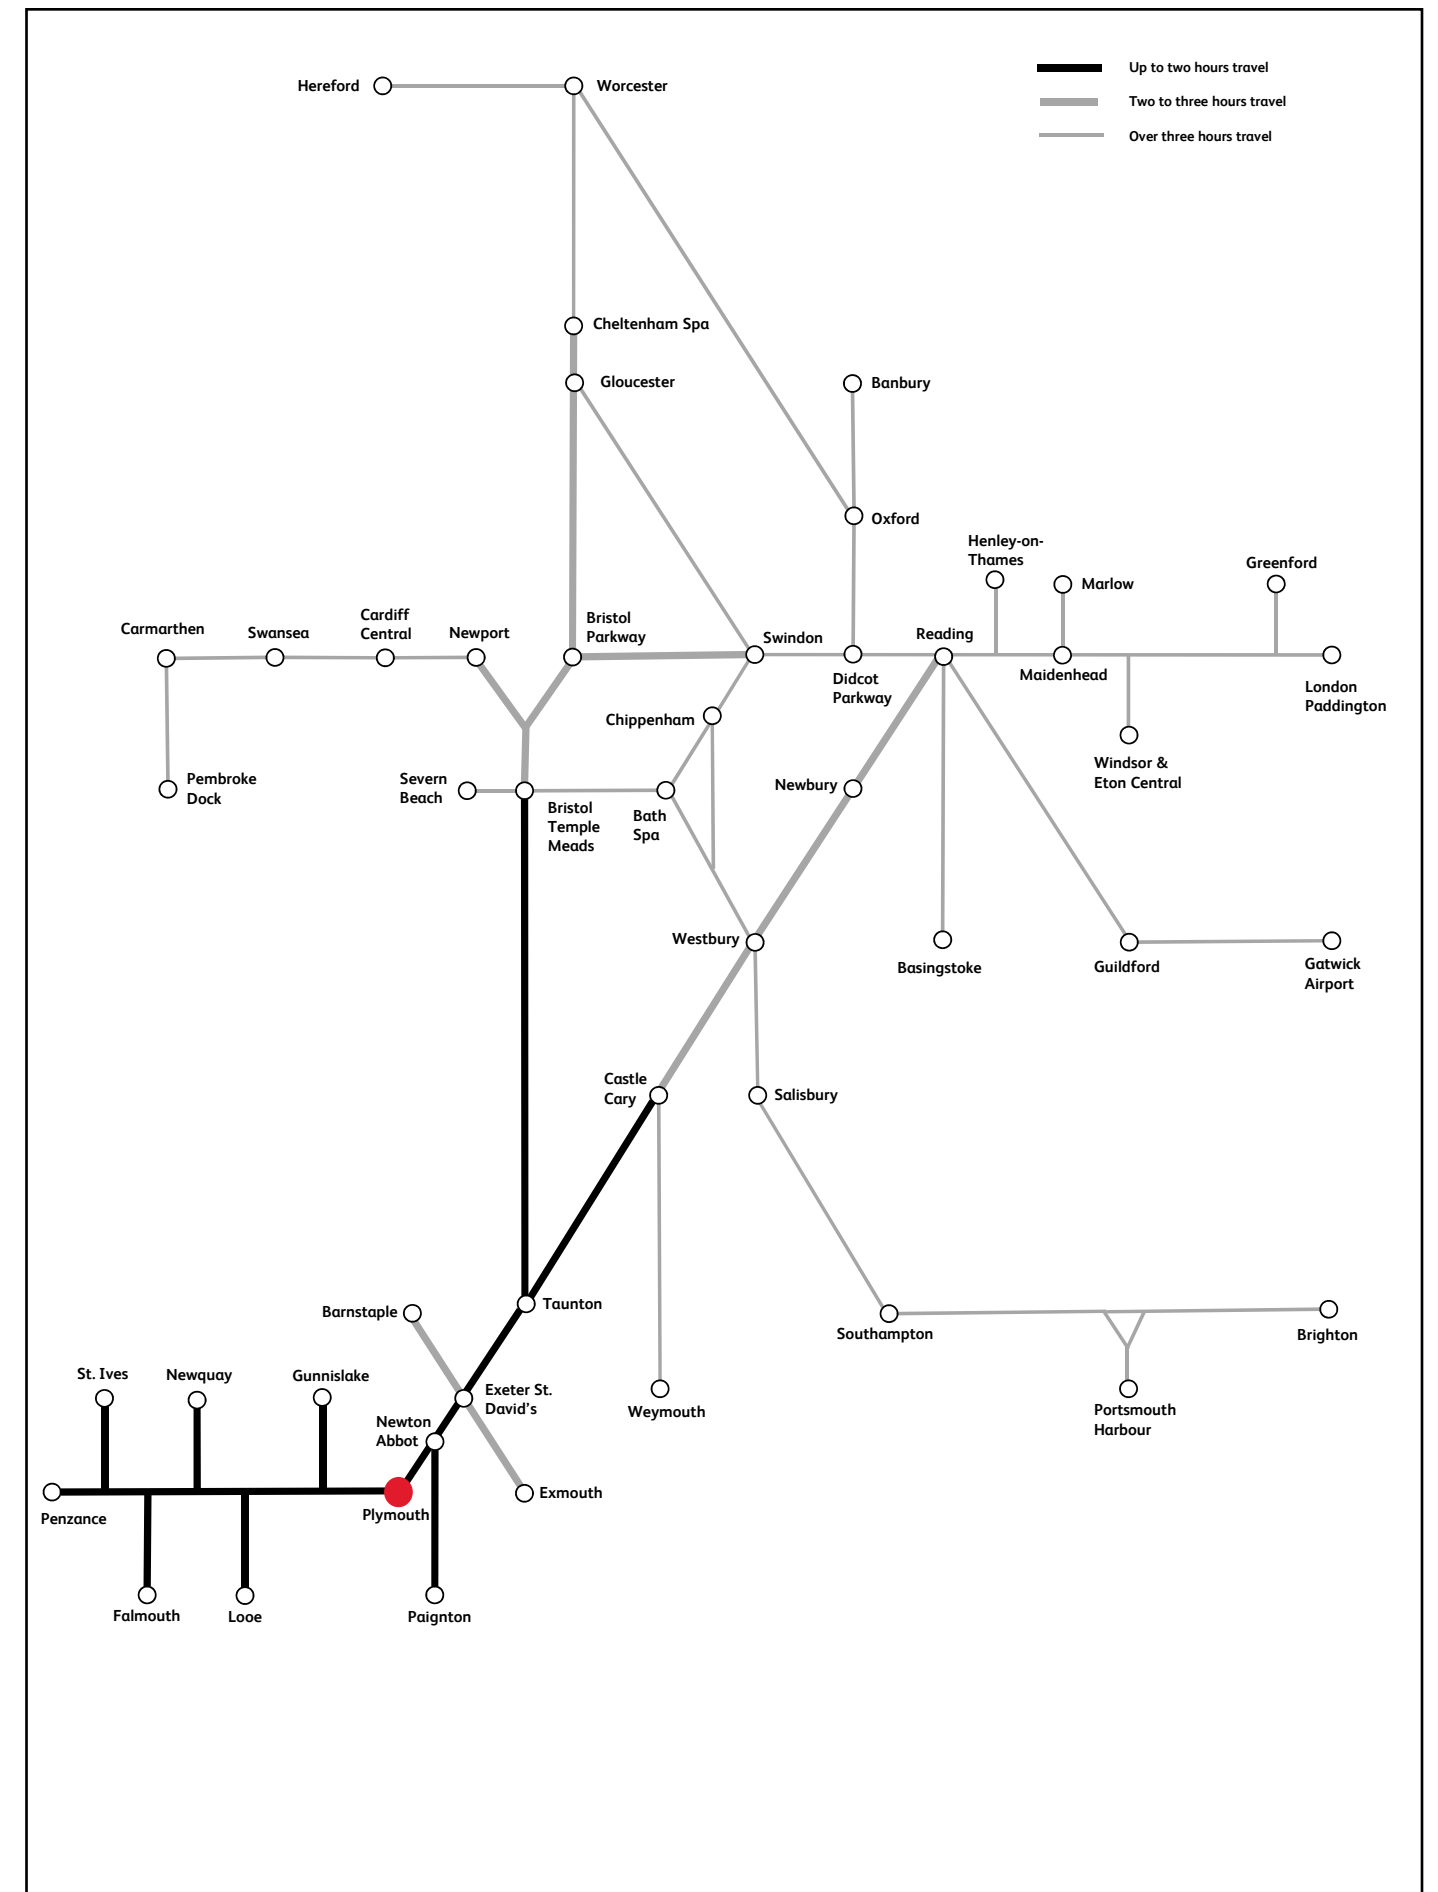 Up to two hours travel
Two to three hours travel
Over three hours travel
Hereford
Worcester
Cheltenham Spa
Gloucester
Banbury
Oxford
Henley-on-
Thames
Marlow
Greenford
Carmarthen
Swansea
Cardiff
Central
Newport
Bristol
Parkway
Swindon
Reading
Didcot
Parkway
Maidenhead
London
Paddington
Chippenham
Windsor &
Eton Central
Pembroke
Dock
Severn
Beach
Bristol
Temple
Meads
Bath
Spa
Newbury
Westbury
Basingstoke
Guildford
Gatwick
Airport
Castle
Cary
Salisbury
Barnstaple
Taunton
Southampton
Brighton
St. Ives
Newquay
Gunnislake
Exeter St.
David's
Newton
Abbot
Weymouth
Portsmouth
Harbour
Penzance
Plymouth
Exmouth
Falmouth
Looe
Paignton